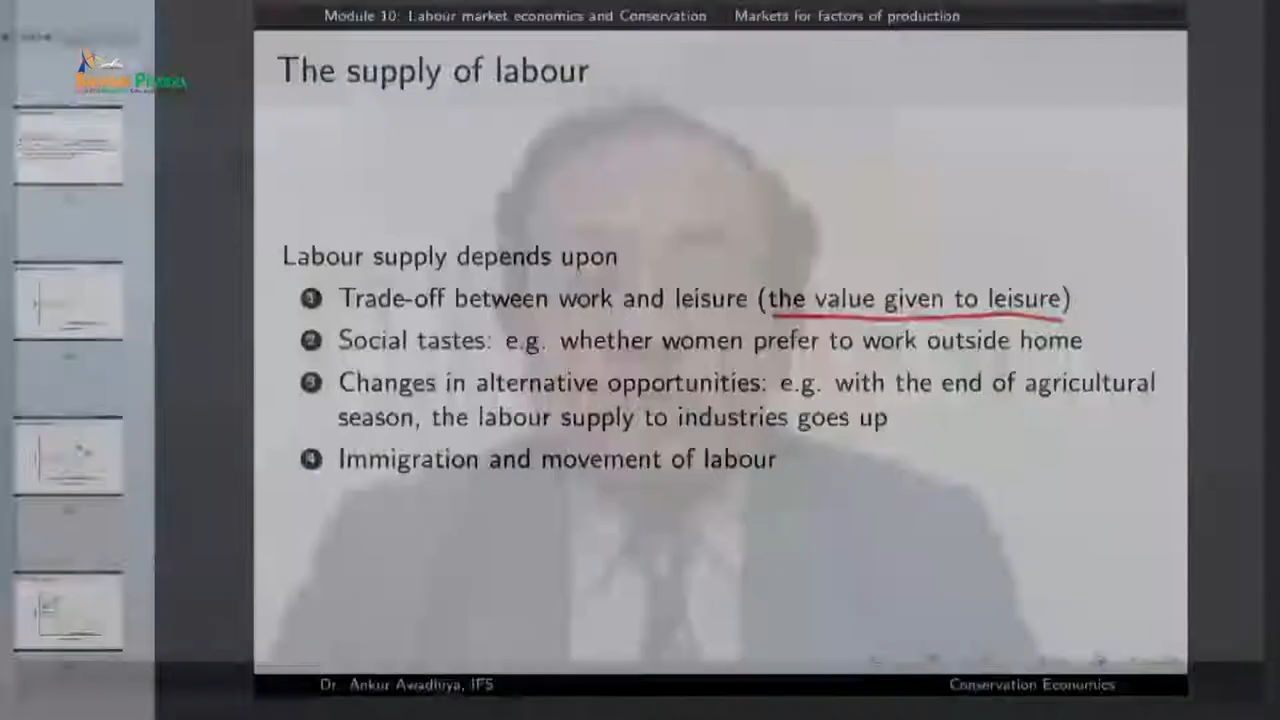 Module 10: Labour market economics and Conservation Markets for factors of production
The supply of labour
Labour supply depends upon
1 Trade-off between work and leisure (the value given to leisure)
2 Social tastes: e.g. whether women prefer to work outside home
3 Changes in alternative opportunities: e.g. with the end of agricultural
season, the labour supply to industries goes up
4 Immigration and movement of labour
Dr. Ankur Awadhiya, IFS Conservation Economics